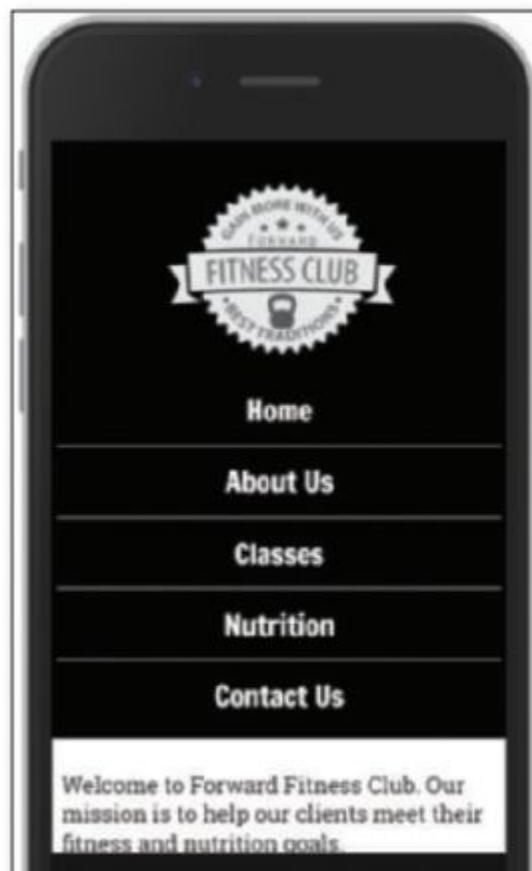 GAIN MORE WITH US
FORWARD
FITNESS CLUB
BEST TRADITIONS
Home
About Us
Classes
Nutrition
Contact Us
Welcome to Forward Fitness Club. Our
mission is to help our clients meet their
fitness and nutrition goals.